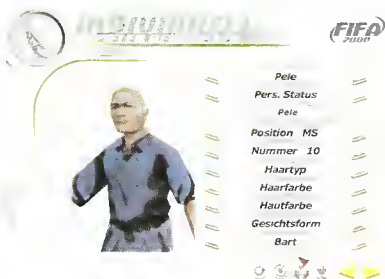 FIFA
2000
Pele
Pers. Status
Pele
Position MS
Nummer 10
Haartyp
Haarfarbe
Hautfarbe
Gesichtsform
Bart